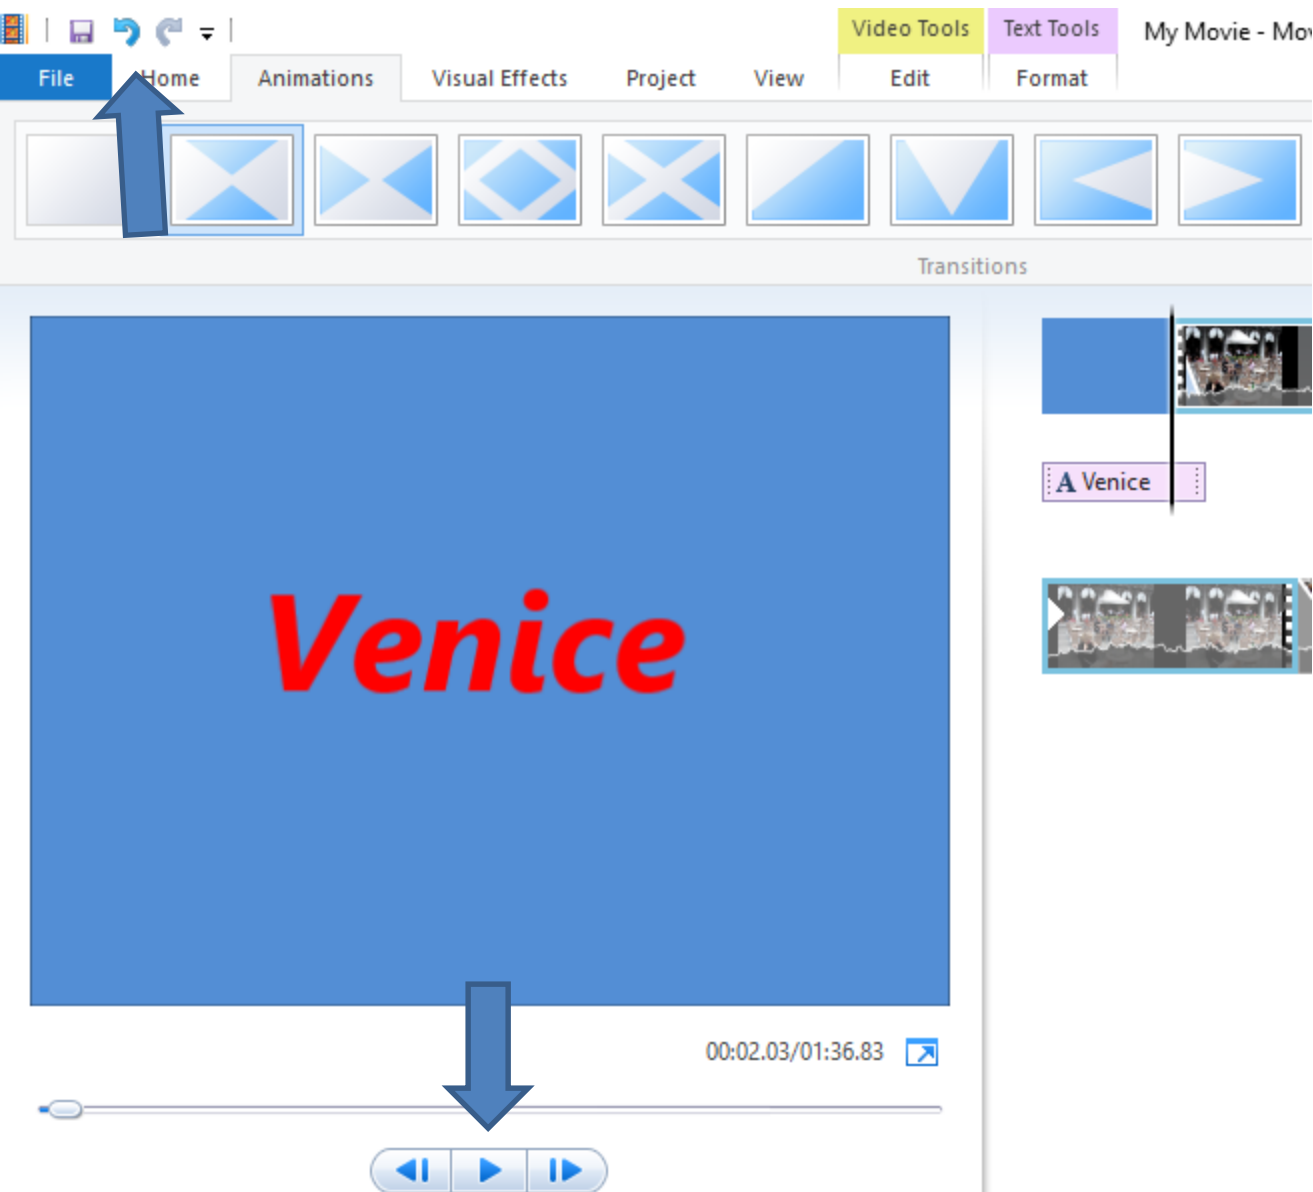 Video Tools Text Tools My Movie - Mov
File Home Animations Visual Effects Project View Edit Format
Transitions
A Venice
Venice
00:02.03/01:36.83